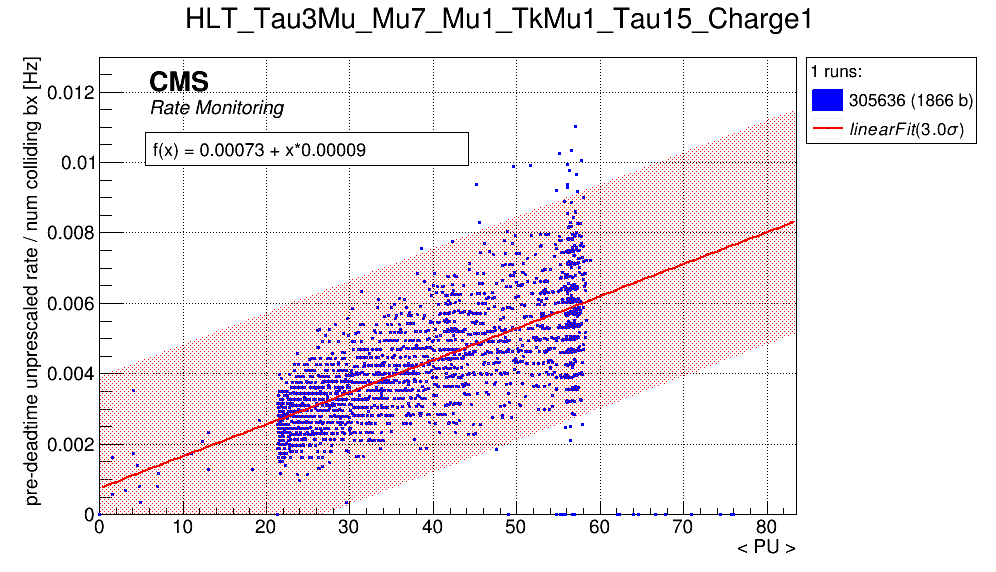 HLT_Tau3Mu_Mu7_Mu1_TkMu1_Tau15_Charge1
pre-deadtime unprescaled rate / num colliding bx [Hz]
CMS
Rate Monitoring
f(x) = 0.00073 + x*0.00009
1 runs:
305636 (1866 b)
linearFit(3.0σ)
0.012
0.01
0.008
0.006
0.004
0.002
0
0 10 20 30 40 50 60 70 80
< PU >